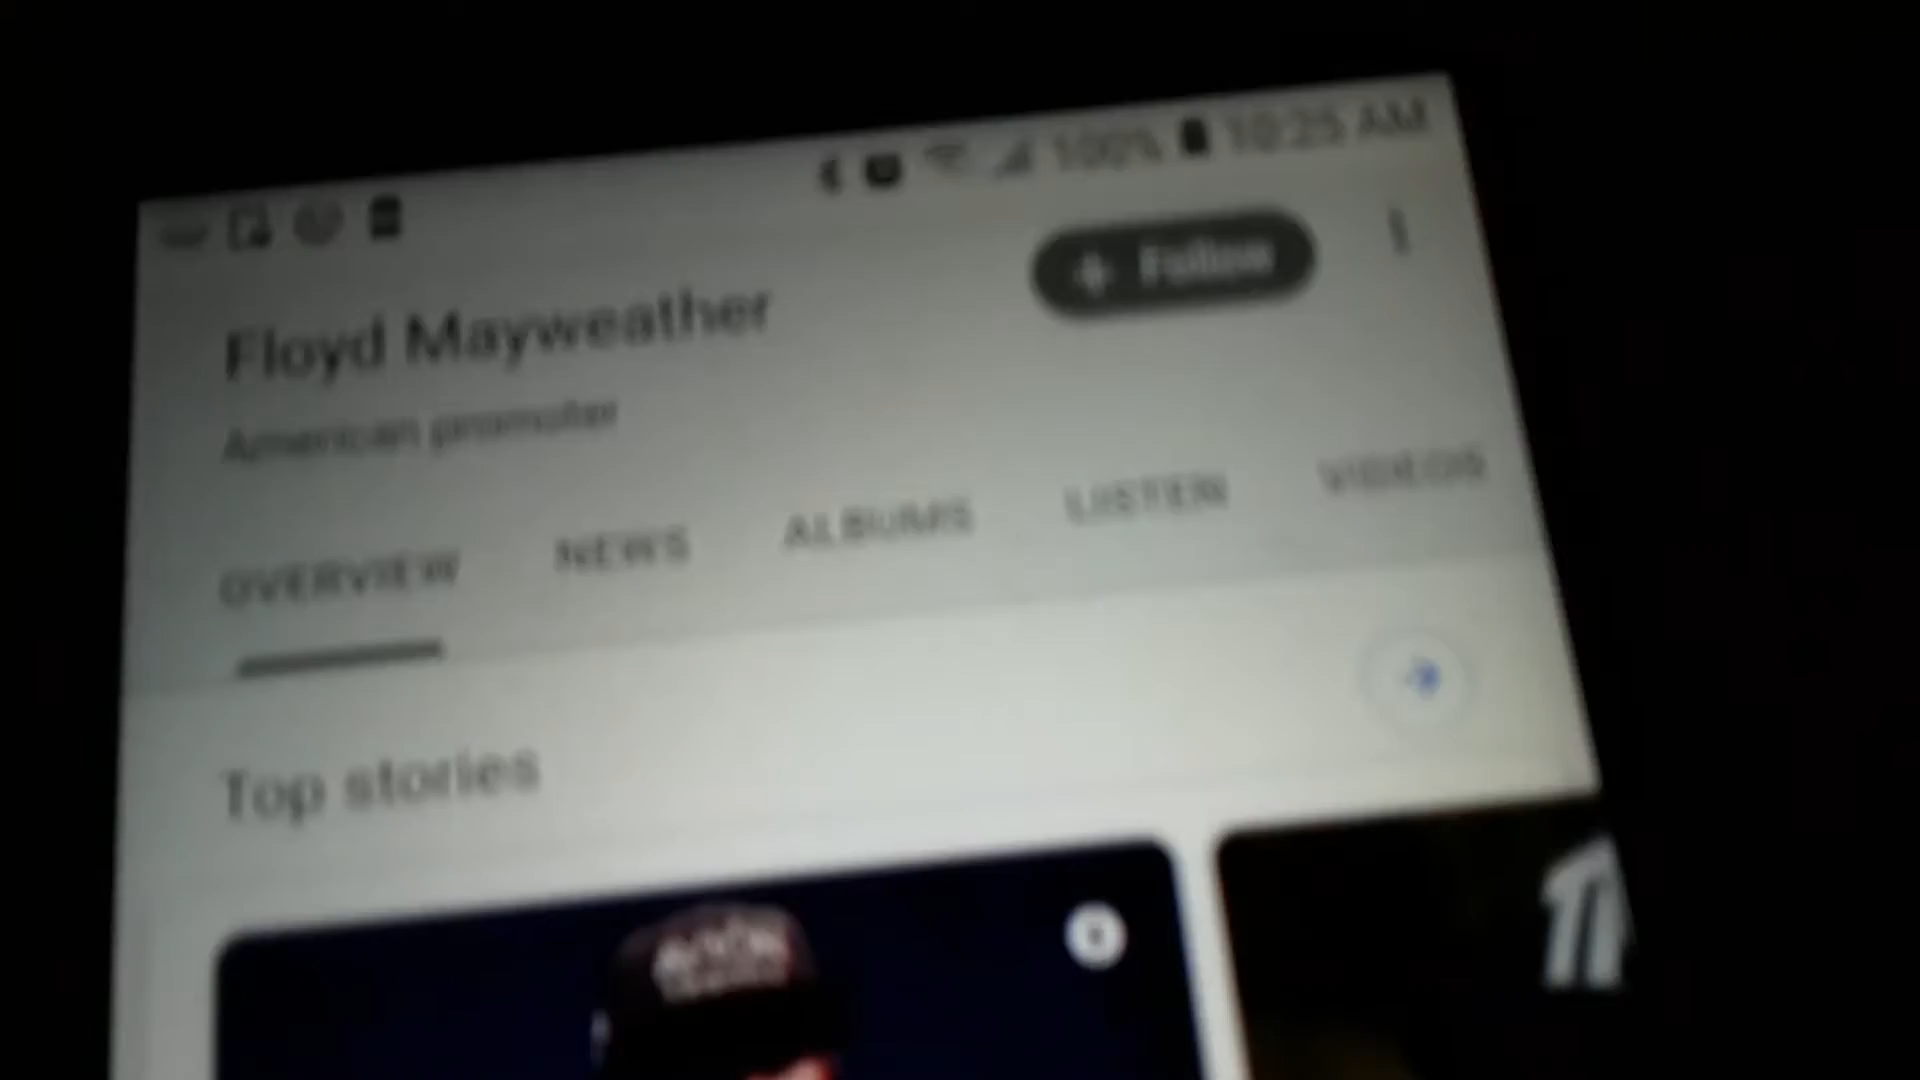 100% 10:25 AM
Floyd Mayweather
+ Follow
American promoter
OVERVIEW NEWS ALBUMS LISTEN VIDEOS
Top stories